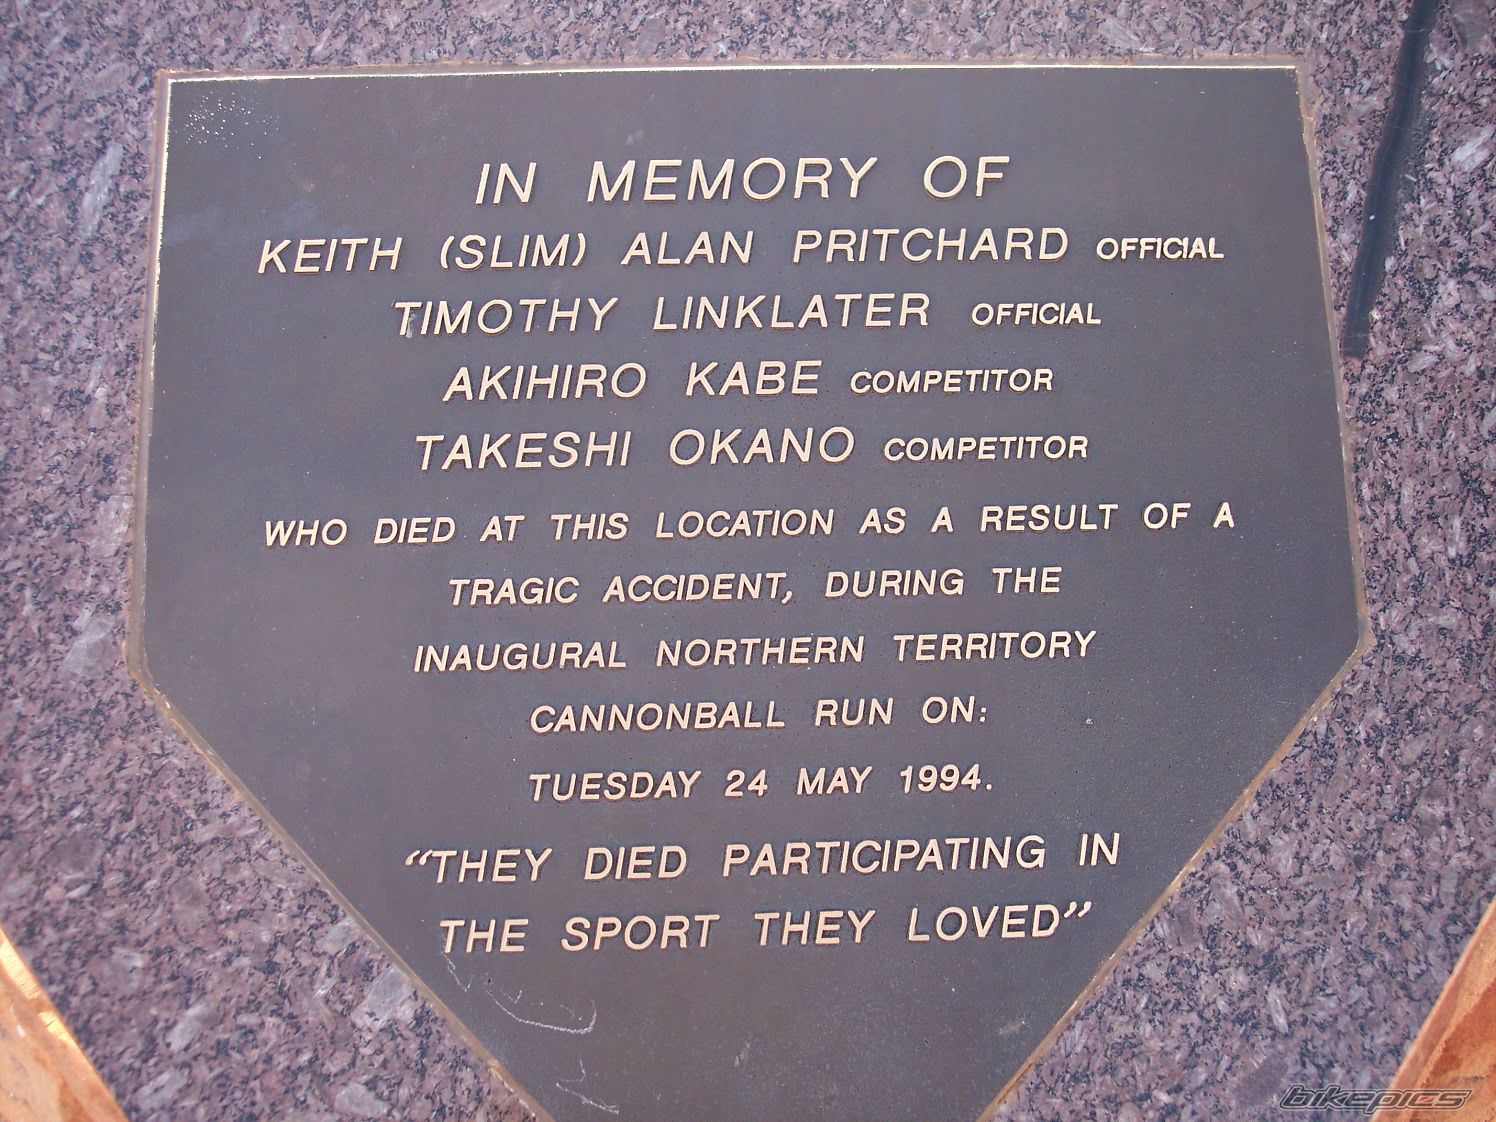 IN MEMORY OF
KEITH (SLIM) ALAN PRITCHARD OFFICIAL
TIMOTHY LINKLATER OFFICIAL
AKIHIRO KABE COMPETITOR
TAKESHI OKANO COMPETITOR
WHO DIED AT THIS LOCATION AS A RESULT OF A
TRAGIC ACCIDENT, DURING THE
INAUGURAL NORTHERN TERRITORY
CANNONBALL RUN ON:
TUESDAY 24 MAY 1994.
“THEY DIED PARTICIPATING IN
THE SPORT THEY LOVED”
bikepics